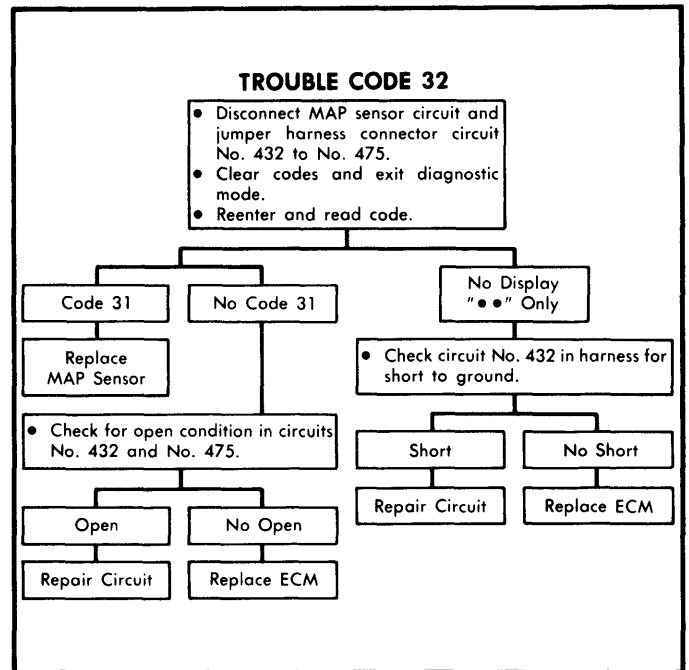 TROUBLE CODE 32
● Disconnect MAP sensor circuit and
jumper harness connector circuit
No. 432 to No. 475.
● Clear codes and exit diagnostic
mode.
● Reenter and read code.
Code 31
No Code 31
No Display
"●●" Only
Replace
MAP Sensor
● Check circuit No. 432 in harness for
short to ground.
● Check for open condition in circuits
No. 432 and No. 475.
Short
No Short
Repair Circuit
Replace ECM
Open
No Open
Repair Circuit
Replace ECM